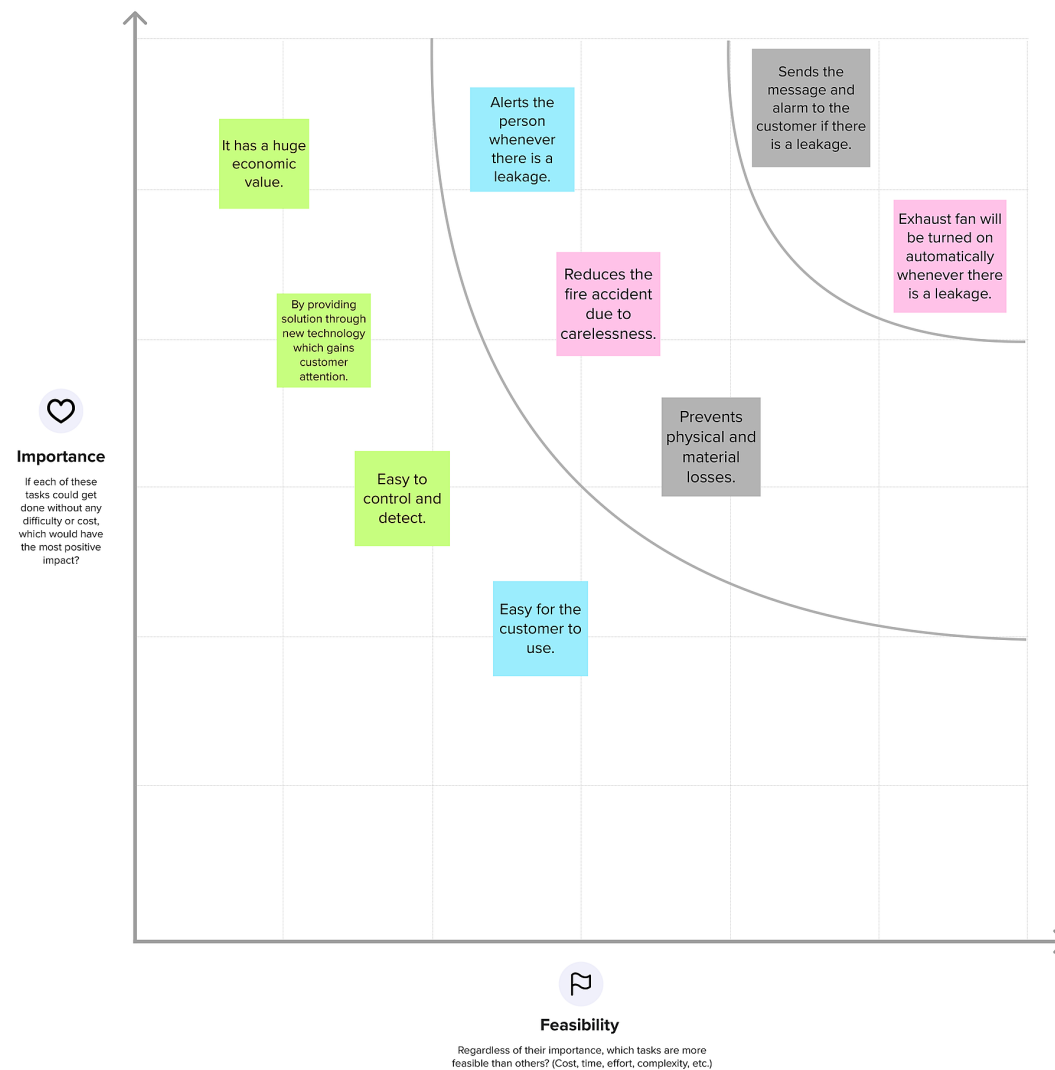 It has a huge
economic
value.
Alerts the
person
whenever
there is a
leakage.
Sends the
message and
alarm to the
customer if there
is a leakage.
Exhaust fan will
be turned on
automatically
whenever there
is a leakage.
Reduces the
fire accident
due to
carelessness.
By providing
solution through
new technology
which gains
customer
attention.
Prevents
physical and
material
losses.
Easy to
control and
detect.
Easy for the
customer to
use.
Importance
If each of these
tasks could get
done without any
difficulty or cost,
which would have
the most positive
impact?
Feasibility
Regardless of their importance, which tasks are more
feasible than others? (Cost, time, effort, complexity, etc.)